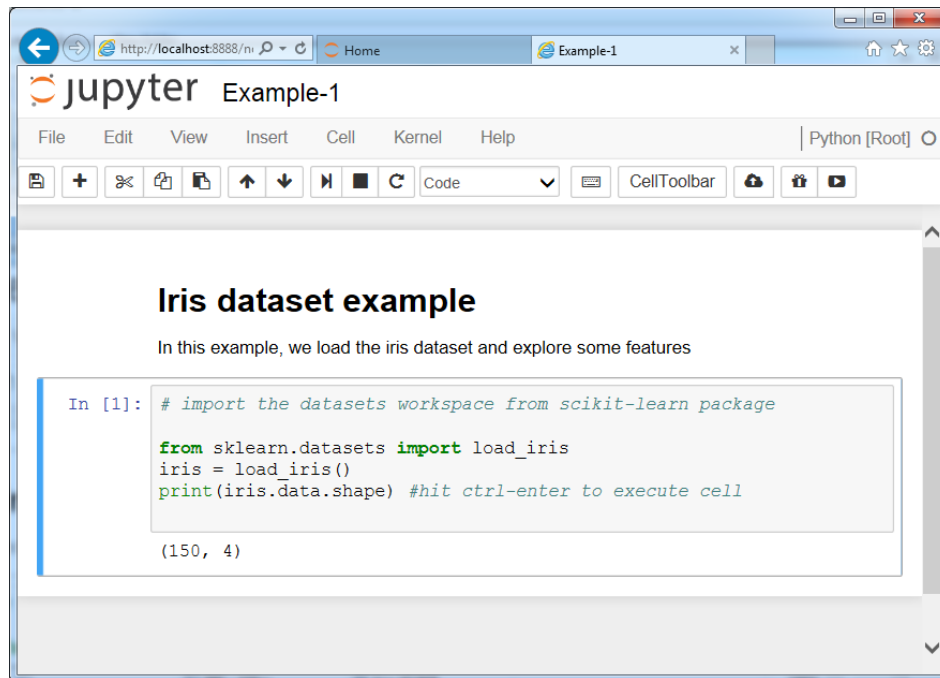 http://localhost:8888/n
Home
Example-1
jupyter Example-1
File Edit View Insert Cell Kernel Help Python [Root]
Code CellToolbar
Iris dataset example
In this example, we load the iris dataset and explore some features
In [1]: # import the datasets workspace from scikit-learn package
from sklearn.datasets import load_iris
iris = load_iris()
print(iris.data.shape) #hit ctrl-enter to execute cell
(150, 4)